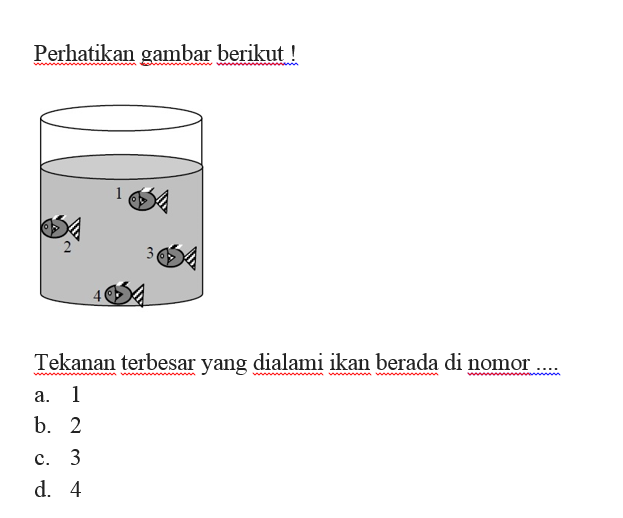 Perhatikan gambar berikut !
1
2
3
4
Tekanan terbesar yang dialami ikan berada di nomor ....
a. 1
b. 2
c. 3
d. 4